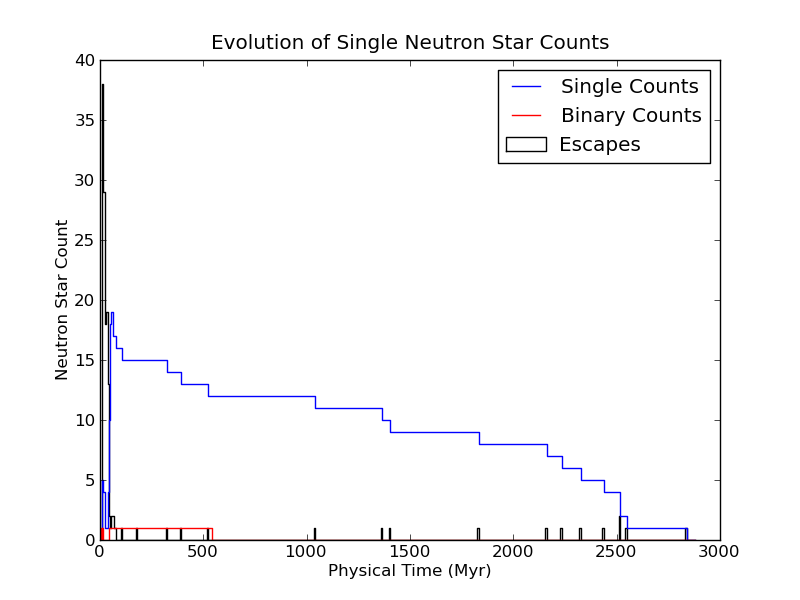 Evolution of Single Neutron Star Counts
40
35
30
25
20
15
10
5
0
Neutron Star Count
Single Counts
Binary Counts
Escapes
0 500 1000 1500 2000 2500 3000
Physical Time (Myr)